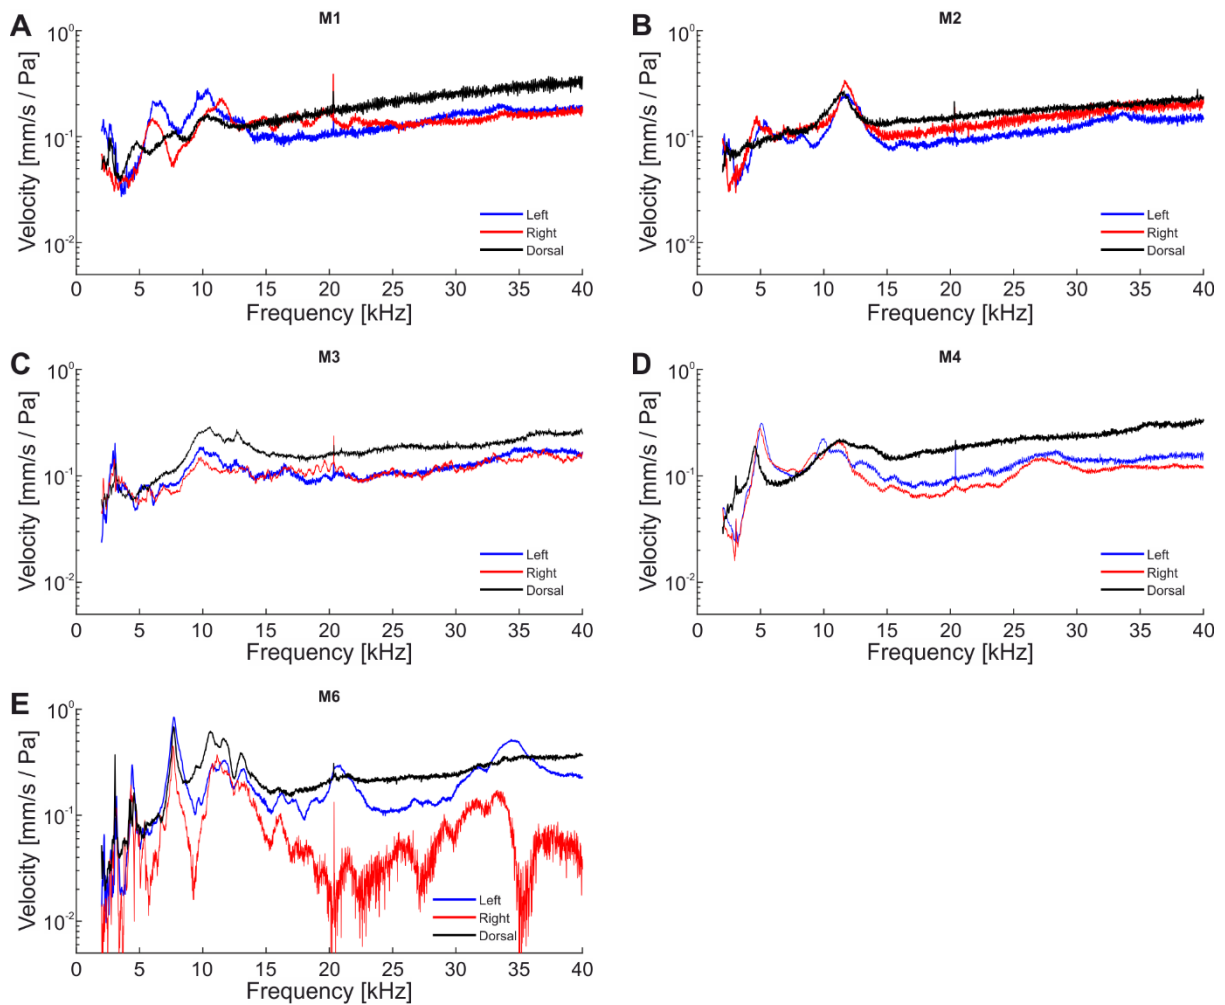 A
M1
10^0
10^-1
10^-2
Velocity [mm/s / Pa]
Left
Right
Dorsal
0 5 10 15 20 25 30 35 40
Frequency [kHz]
B
M2
10^0
10^-1
10^-2
Velocity [mm/s / Pa]
Left
Right
Dorsal
0 5 10 15 20 25 30 35 40
Frequency [kHz]
C
M3
10^0
10^-1
10^-2
Velocity [mm/s / Pa]
Left
Right
Dorsal
0 5 10 15 20 25 30 35 40
Frequency [kHz]
D
M4
10^0
10^-1
10^-2
Velocity [mm/s / Pa]
Left
Right
Dorsal
0 5 10 15 20 25 30 35 40
Frequency [kHz]
E
M6
10^0
10^-1
10^-2
Velocity [mm/s / Pa]
Left
Right
Dorsal
0 5 10 15 20 25 30 35 40
Frequency [kHz]